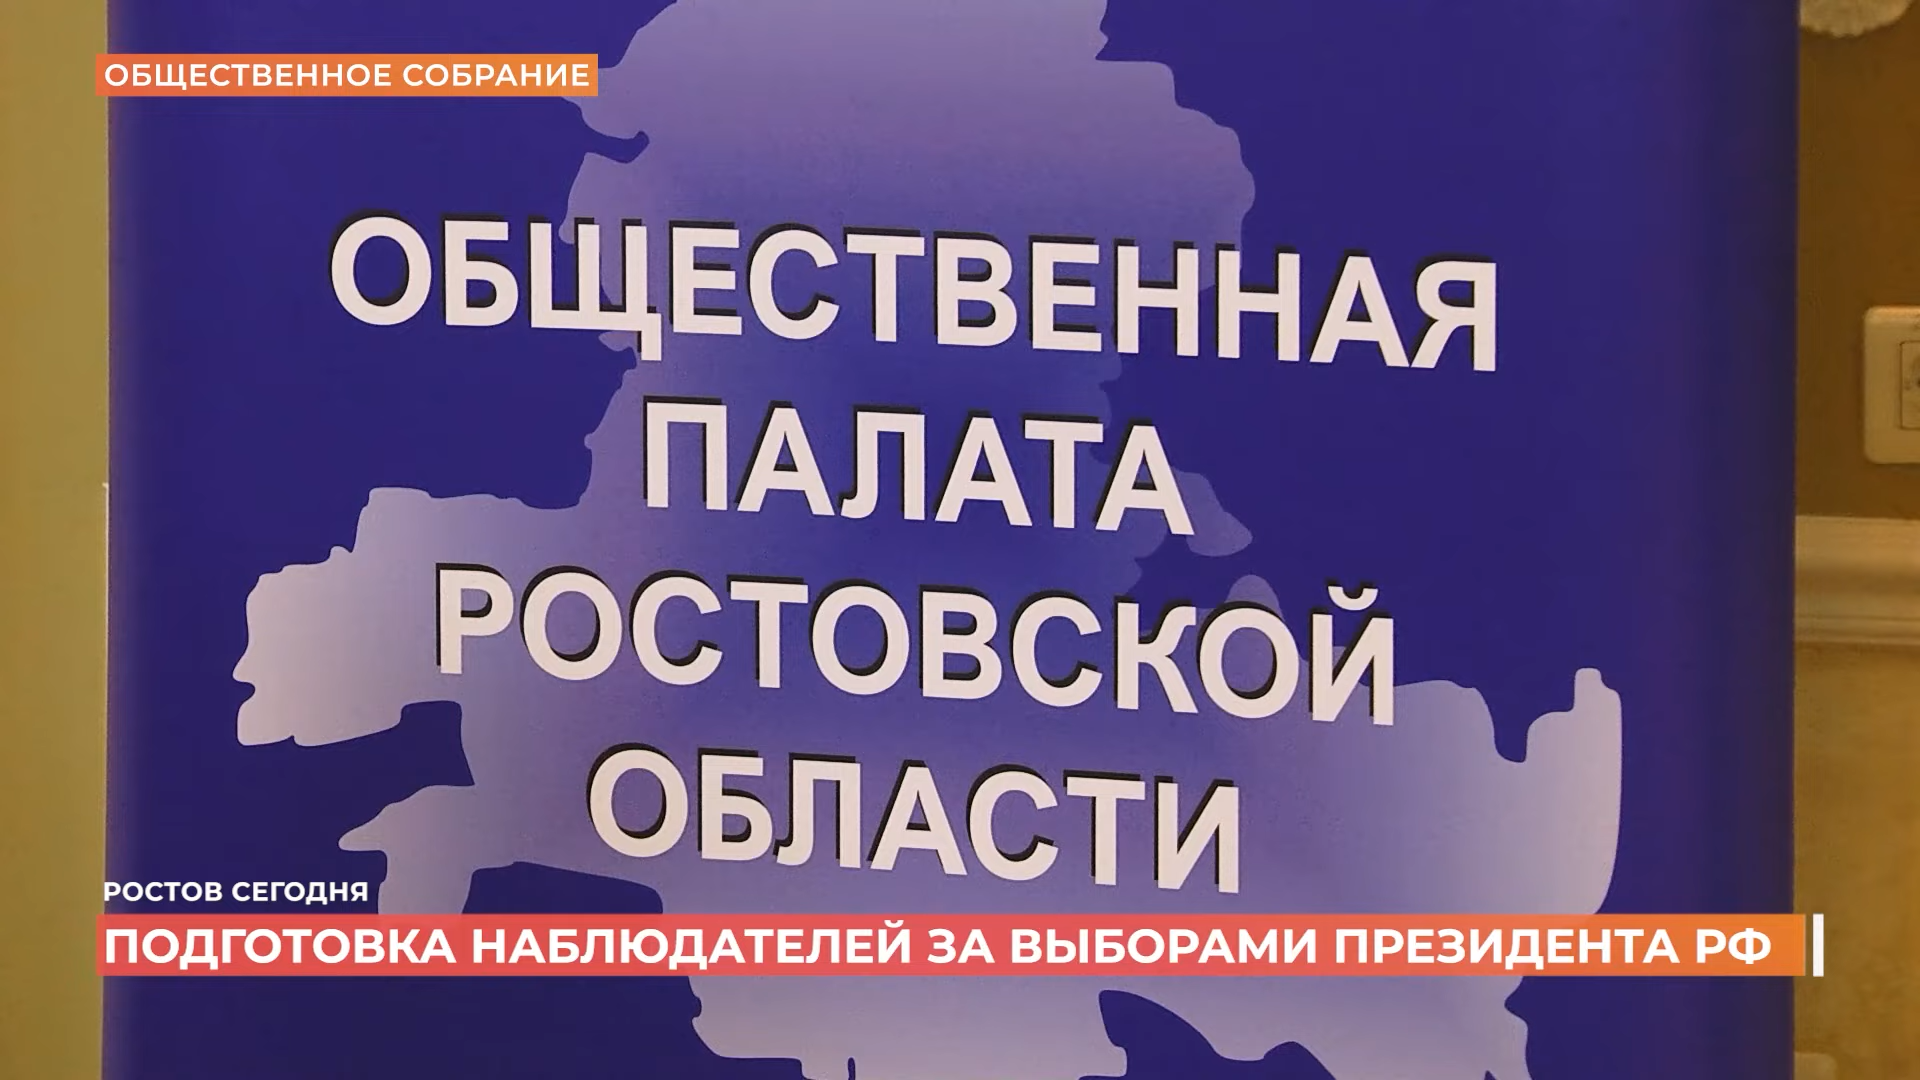 ОБЩЕСТВЕННОЕ СОБРАНИЕ
ОБЩЕСТВЕННАЯ
ПАЛАТА
РОСТОВСКОЙ
ОБЛАСТИ
РОСТОВ СЕГОДНЯ
ПОДГОТОВКА НАБЛЮДАТЕЛЕЙ ЗА ВЫБОРАМИ ПРЕЗИДЕНТА РФ